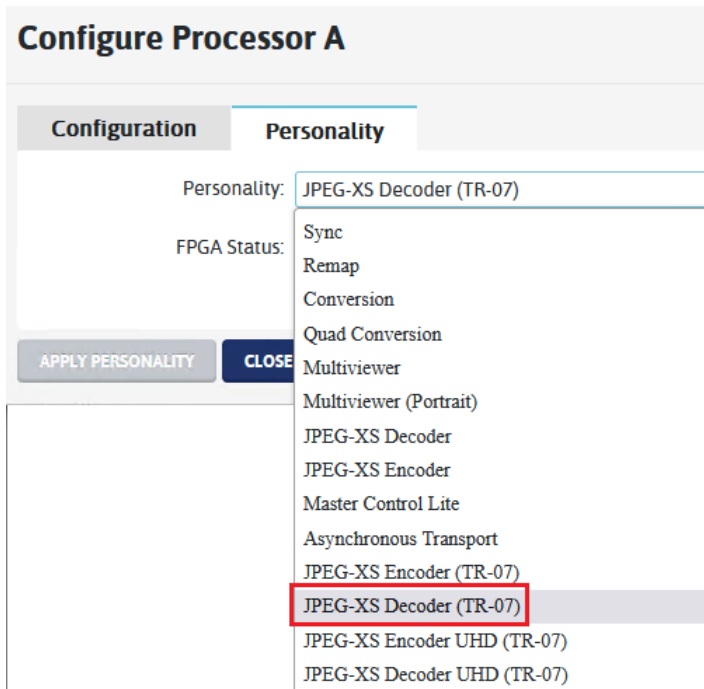 Configure Processor A
Configuration
Personality
Personality: JPEG-XS Decoder (TR-07)
FPGA Status:
Sync
Remap
Conversion
Quad Conversion
Multiviewer
Multiviewer (Portrait)
JPEG-XS Decoder
JPEG-XS Encoder
Master Control Lite
Asynchronous Transport
JPEG-XS Encoder (TR-07)
JPEG-XS Decoder (TR-07)
JPEG-XS Encoder UHD (TR-07)
JPEG-XS Decoder UHD (TR-07)
APPLY PERSONALITY
CLOSE